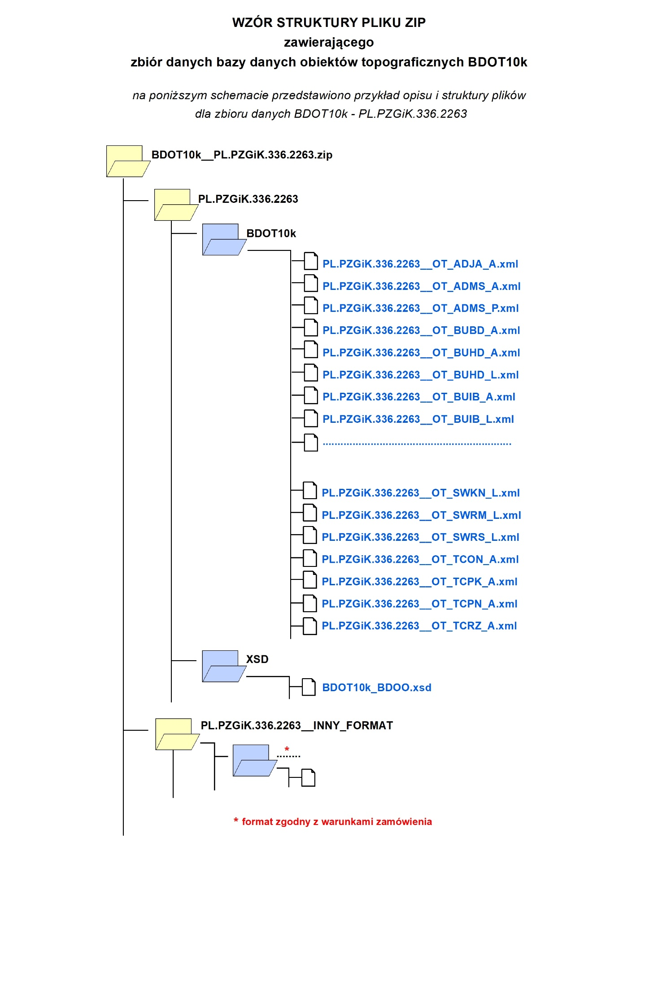 WZÓR STRUKTURY PLIKU ZIP
zawierającego
zbiór danych bazy danych obiektów topograficznych BDOT10k
na poniższym schemacie przedstawiono przykład opisu i struktury plików
dla zbioru danych BDOT10k - PL.PZGiK.336.2263
BDOT10k__PL.PZGiK.336.2263.zip
PL.PZGiK.336.2263
BDOT10k
PL.PZGiK.336.2263__OT_ADJA_A.xml
PL.PZGiK.336.2263__OT_ADMS_A.xml
PL.PZGiK.336.2263__OT_ADMS_P.xml
PL.PZGiK.336.2263__OT_BUBD_A.xml
PL.PZGiK.336.2263__OT_BUHD_A.xml
PL.PZGiK.336.2263__OT_BUHD_L.xml
PL.PZGiK.336.2263__OT_BUIB_A.xml
PL.PZGiK.336.2263__OT_BUIB_L.xml
...............................................................
PL.PZGiK.336.2263__OT_SWKN_L.xml
PL.PZGiK.336.2263__OT_SWRM_L.xml
PL.PZGiK.336.2263__OT_SWRS_L.xml
PL.PZGiK.336.2263__OT_TCON_A.xml
PL.PZGiK.336.2263__OT_TCPK_A.xml
PL.PZGiK.336.2263__OT_TCPN_A.xml
PL.PZGiK.336.2263__OT_TCRZ_A.xml
XSD
BDOT10k_BDOO.xsd
PL.PZGiK.336.2263__INNY_FORMAT
*
........
* format zgodny z warunkami zamówienia